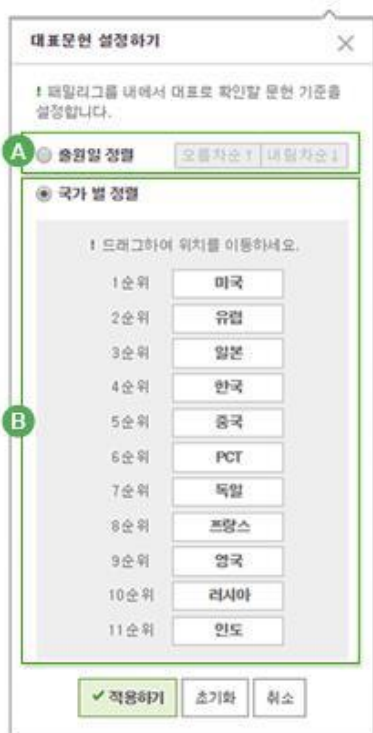 대표문헌 설정하기
! 패밀리그룹 내에서 대표로 확인할 문헌 기준을
설정합니다.
A 출원일 정렬 오름차순↑ 내림차순↓
국가 별 정렬
! 드래그하여 위치를 이동하세요.
1순위 미국
2순위 유럽
3순위 일본
4순위 한국
B 5순위 중국
6순위 PCT
7순위 독일
8순위 프랑스
9순위 영국
10순위 러시아
11순위 인도
✓적용하기 초기화 취소